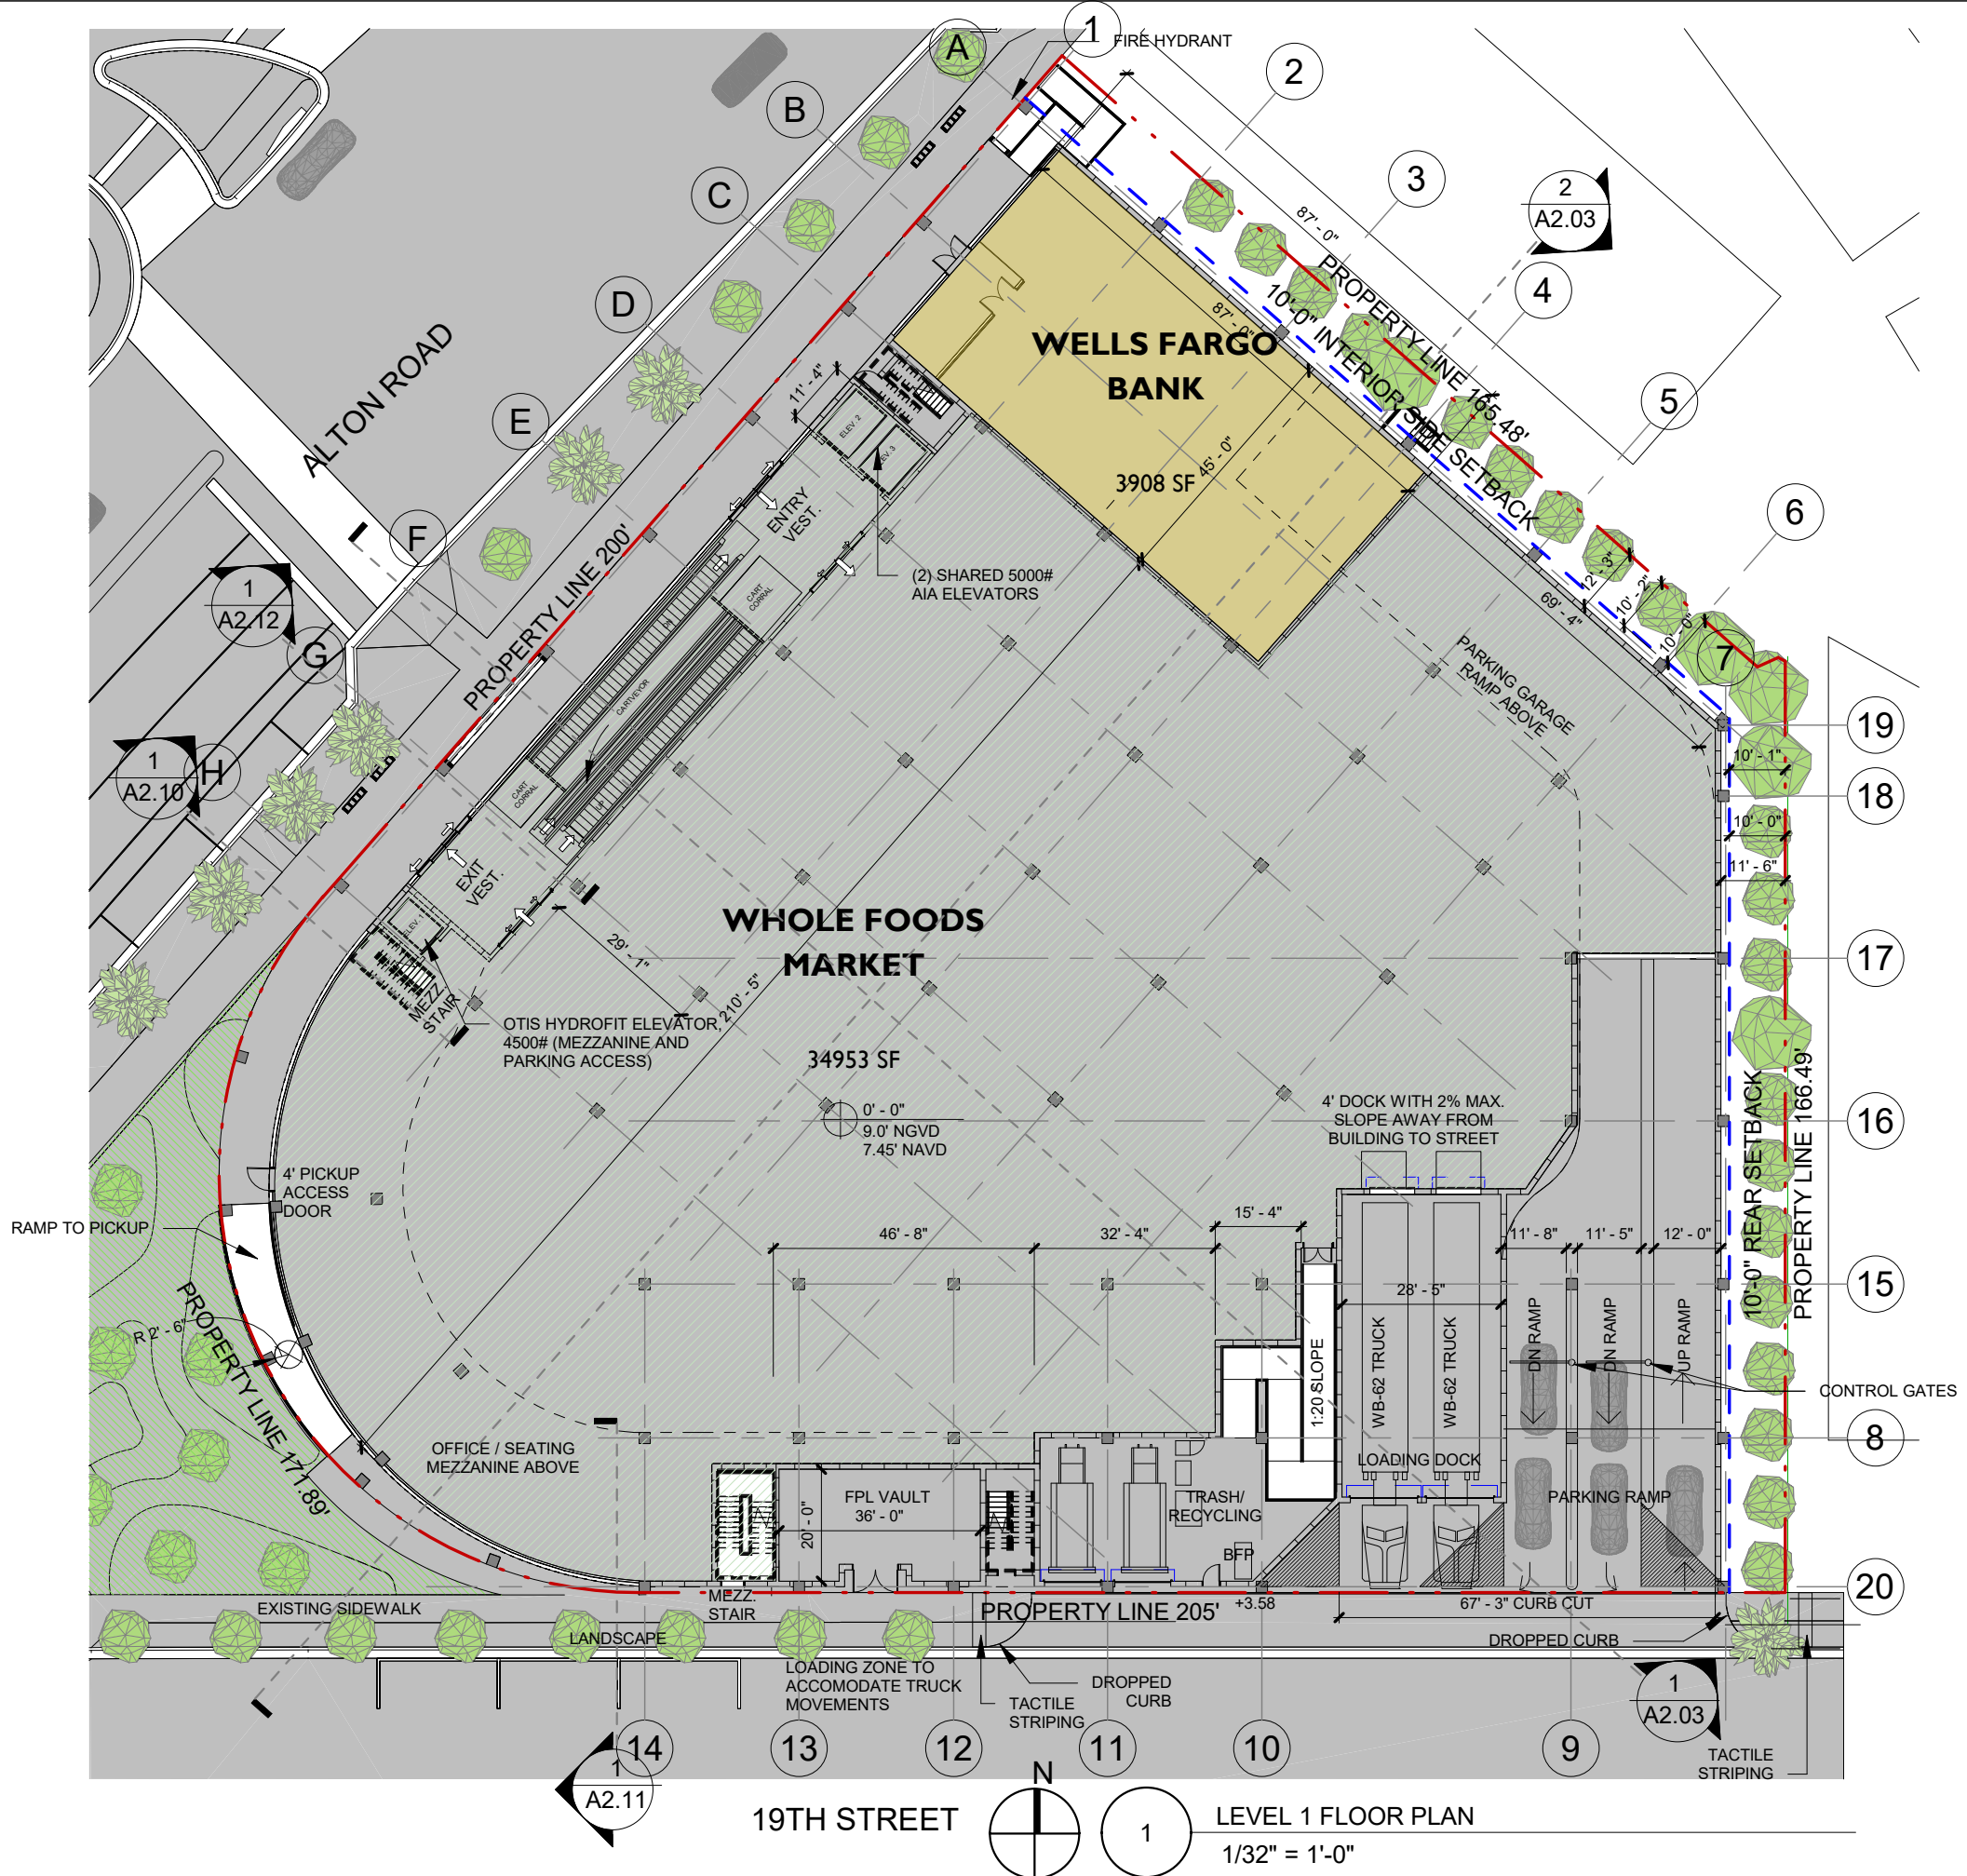 1
A
FIRE HYDRANT
2
B
C
3
2
A2.03
D
4
87' - 0"
PROPERTY LINE 165.48'
10'-0" INTERIOR SIDE SETBACK
87' - 0"
WELLS FARGO
BANK
3908 SF
45' - 0"
ALTON ROAD
11' - 4"
E
5
ELEV. 2
ELEV. 3
ENTRY
VEST.
6
F
PROPERTY LINE 200'
(2) SHARED 5000#
AIA ELEVATORS
CART
CORRAL
1
A2.12
G
12' - 3"
10' - 2"
10' - 0"
69' - 4"
7
PARKING GARAGE
RAMP ABOVE
CARTVEYOR
19
10' - 1"
1
A2.10
H
18
CART
CORRAL
UP
10' - 0"
11' - 6"
EXIT
VEST.
ELEV. 1
WHOLE FOODS
MARKET
29' - 1"
210' - 5"
17
MEZZ
STAIR
OTIS HYDROFIT ELEVATOR,
4500# (MEZZANINE AND
PARKING ACCESS)
34953 SF
0' - 0"
9.0' NGVD
7.45' NAVD
4' DOCK WITH 2% MAX.
SLOPE AWAY FROM
BUILDING TO STREET
16
10'-0" REAR SETBACK
PROPERTY LINE 166.49'
4' PICKUP
ACCESS
DOOR
RAMP TO PICKUP
46' - 8"
32' - 4"
15' - 4"
11' - 8"
11' - 5"
12' - 0"
15
28' - 5"
R 2' - 6"
PROPERTY LINE 171.89'
1:20 SLOPE
WB-62 TRUCK
WB-62 TRUCK
DN RAMP
DN RAMP
UP RAMP
CONTROL GATES
8
OFFICE / SEATING
MEZZANINE ABOVE
LOADING DOCK
FPL VAULT
36' - 0"
20' - 0"
TRASH/
RECYCLING
PARKING RAMP
BFP
20
MEZZ.
STAIR
EXISTING SIDEWALK
PROPERTY LINE 205'
+3.58
67' - 3" CURB CUT
LANDSCAPE
DROPPED CURB
LOADING ZONE TO
ACCOMODATE TRUCK
MOVEMENTS
DROPPED
CURB
TACTILE
STRIPING
1
A2.03
14
13
12
11
10
9
TACTILE
STRIPING
1
A2.11
N
19TH STREET
1
LEVEL 1 FLOOR PLAN
1/32" = 1'-0"